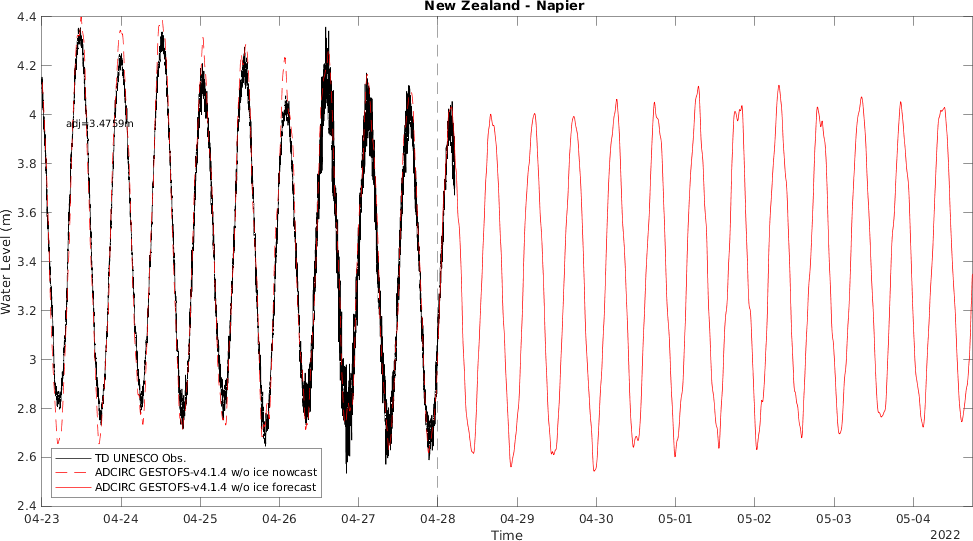 New Zealand - Napier
4.4
4.2
4
3.8
3.6
3.4
3.2
3
2.8
2.6
2.4
Water Level (m)
adj=3.4759m
TD UNESCO Obs.
ADCIRC GESTOFS-v4.1.4 w/o ice nowcast
ADCIRC GESTOFS-v4.1.4 w/o ice forecast
04-23 04-24 04-25 04-26 04-27 04-28 04-29 04-30 05-01 05-02 05-03 05-04
Time
2022